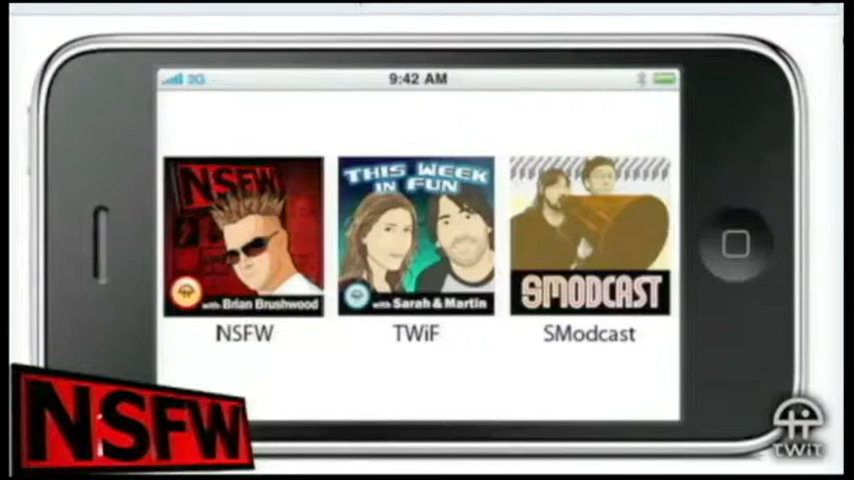 3G
9:42 AM
NSFW
with Brian Brushwood
THIS WEEK
IN FUN
with Sarah & Martin
SMODCAST
NSFW
TWiF
SModcast
NSFW
TWiT